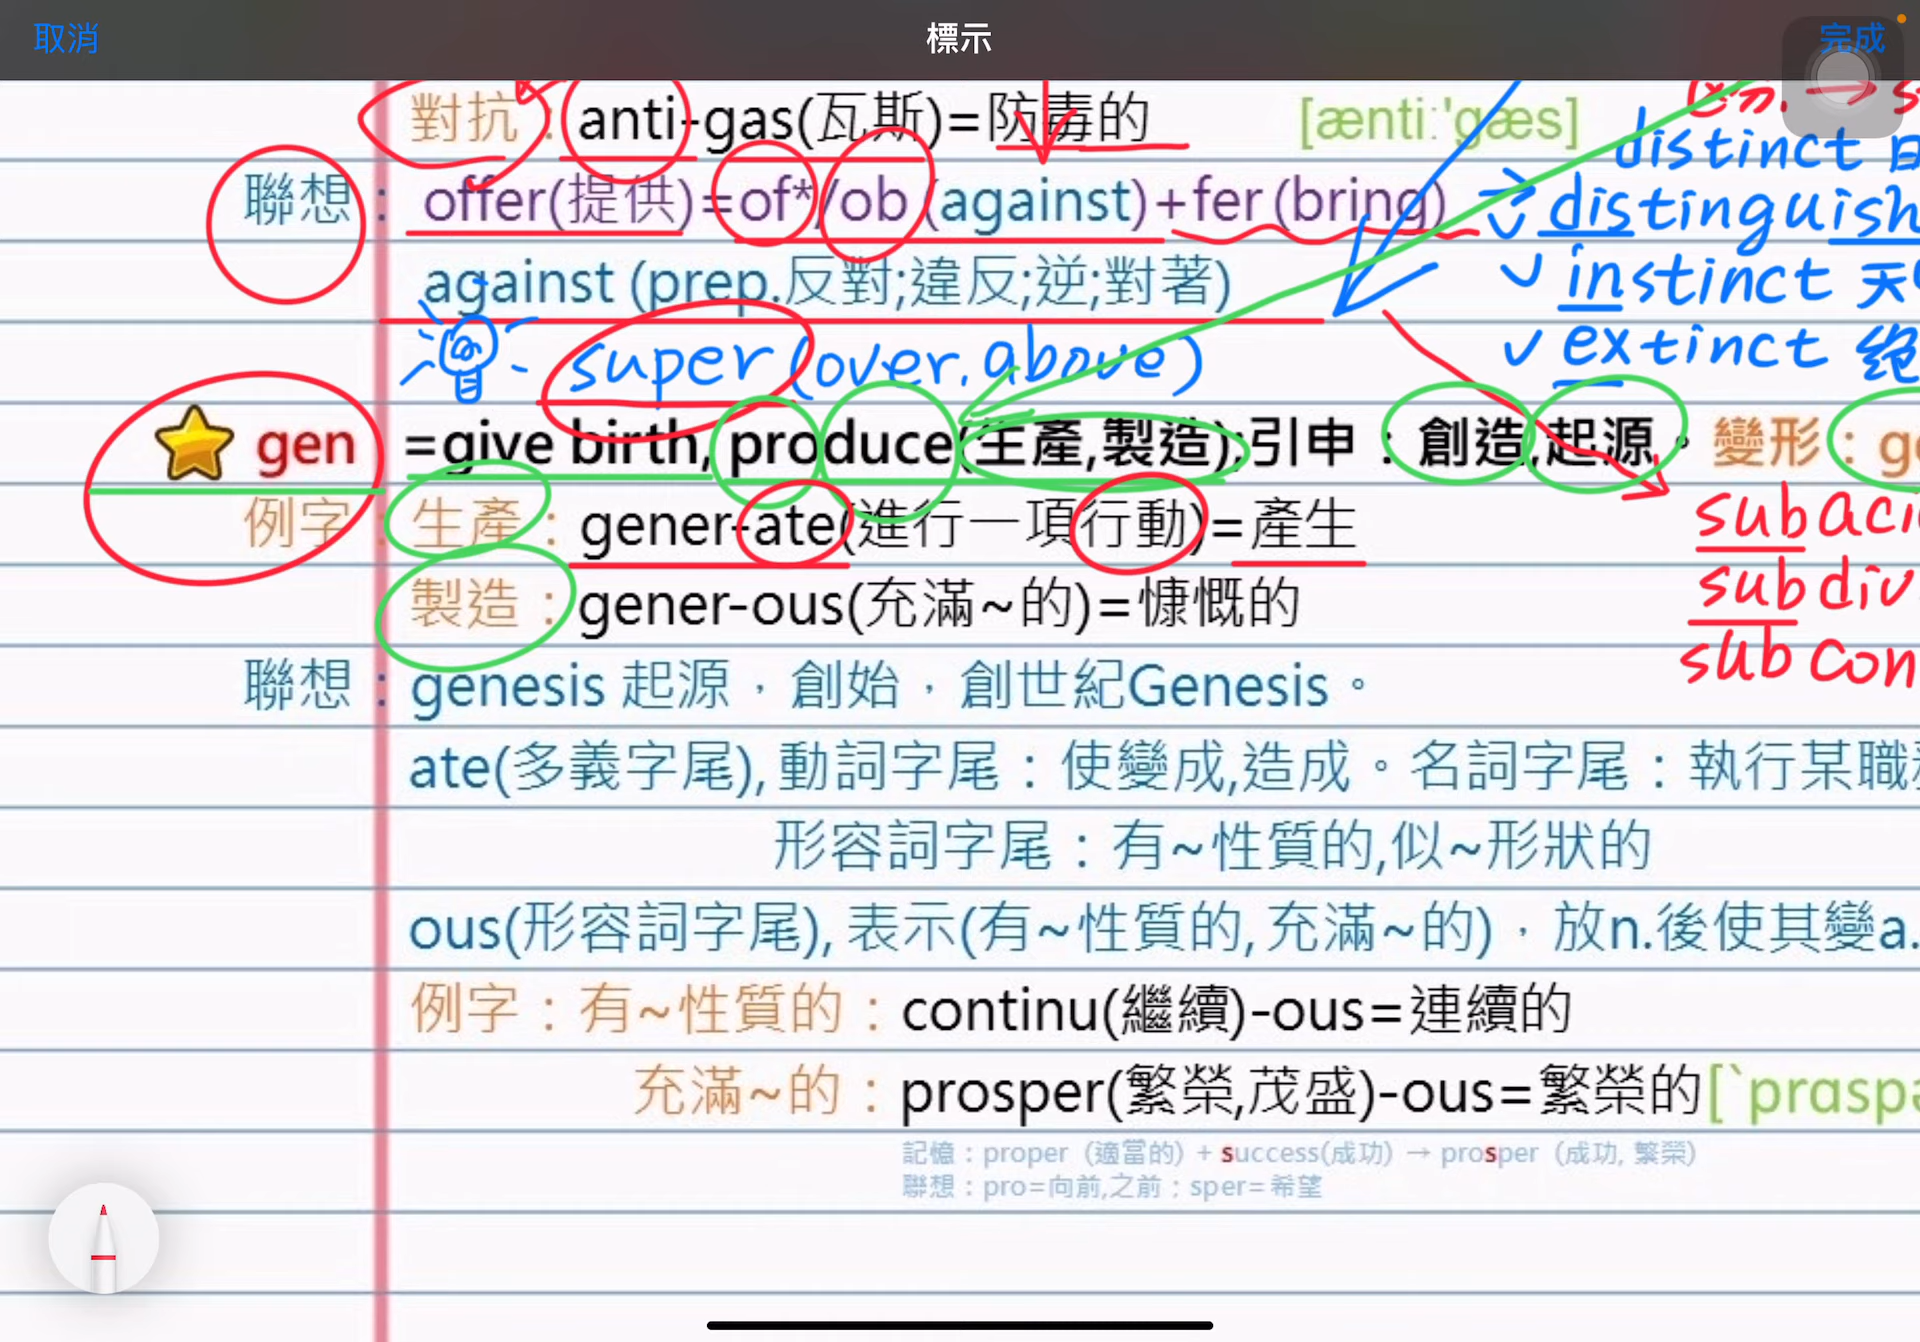 取消 標示 完成
對抗：anti-gas(瓦斯)=防毒的 [ænti:'gæs]
distinct
聯想：offer(提供)=of*/ob (against)+fer (bring)
distinguish
against (prep.反對;違反;逆;對著)
instinct 天
super (over.above)
extinct 絕
gen =give birth, produce(生產,製造);引申：創造,起源。變形：ge
例字：生產：gener-ate(進行一項行動)=產生
subaci
製造：gener-ous(充滿~的)=慷慨的
subdiv
聯想：genesis 起源，創始，創世紀Genesis。
subcon
ate(多義字尾), 動詞字尾：使變成,造成。名詞字尾：執行某職
形容詞字尾：有~性質的,似~形狀的
ous(形容詞字尾), 表示(有~性質的, 充滿~的)，放n.後使其變a.
例字：有~性質的：continu(繼續)-ous=連續的
充滿~的：prosper(繁榮,茂盛)-ous=繁榮的[`prɑspə
記憶：proper (適當的) + success(成功) → prosper (成功, 繁榮)
聯想：pro=向前,之前；sper=希望